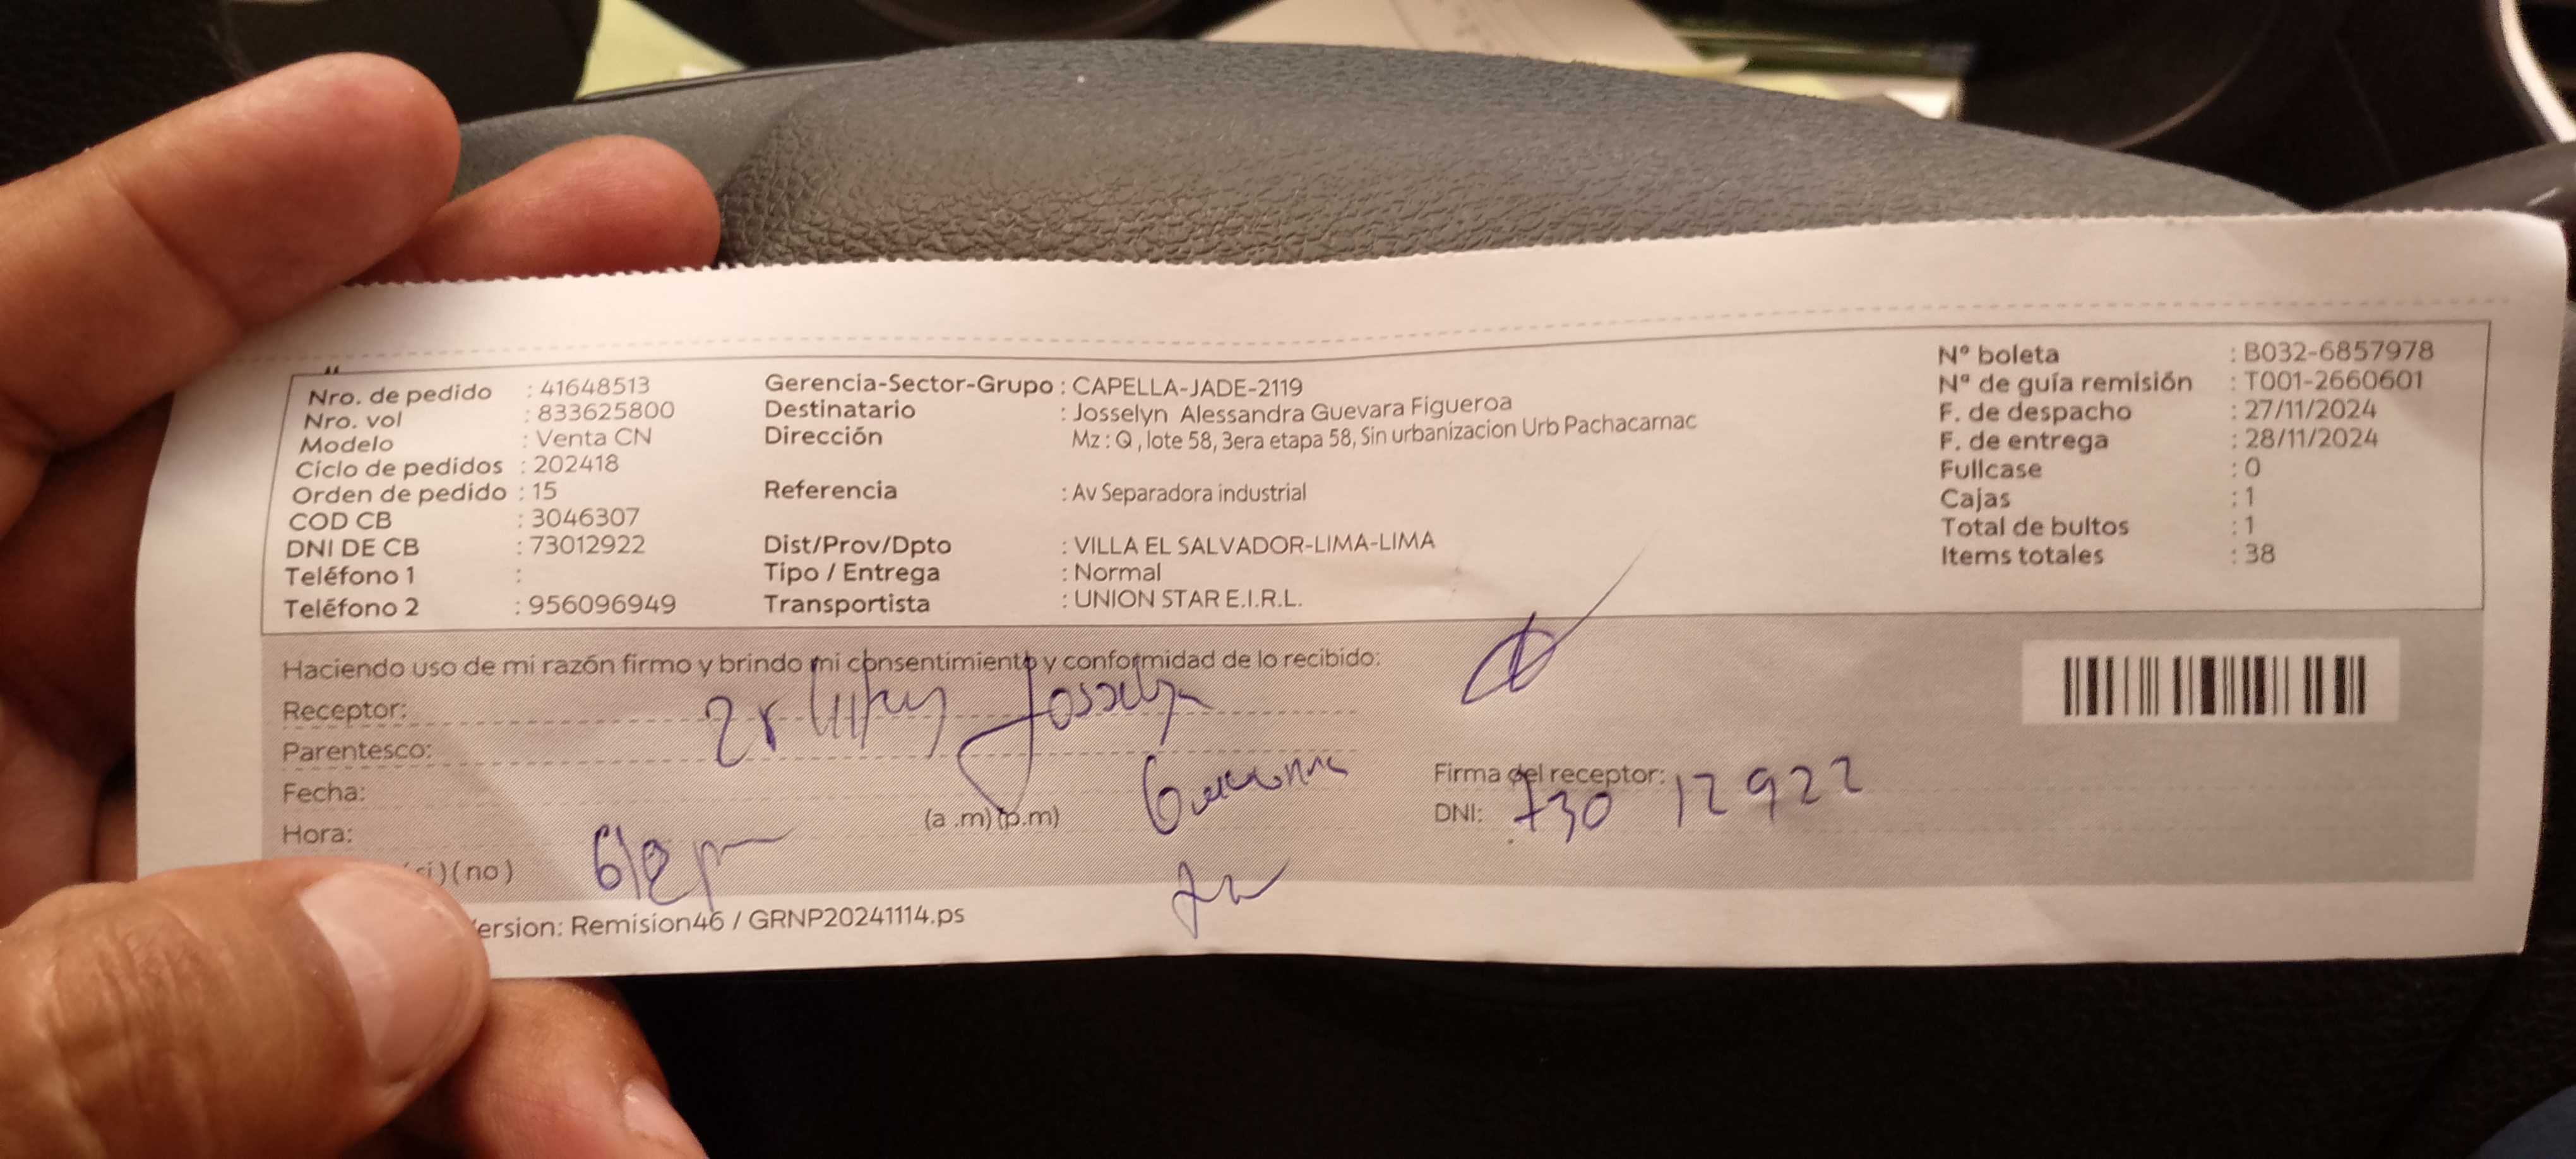 Nro. de pedido : 41648513
Nro. vol : 833625800
Modelo : Venta CN
Ciclo de pedidos : 202418
Orden de pedido : 15
COD CB : 3046307
DNI DE CB : 73012922
Teléfono 1 :
Teléfono 2 : 956096949
Gerencia-Sector-Grupo : CAPELLA-JADE-2119
Destinatario : Josselyn Alessandra Guevara Figueroa
Dirección Mz : Q , lote 58, 3era etapa 58, Sin urbanizacion Urb Pachacamac
Referencia : Av Separadora industrial
Dist/Prov/Dpto : VILLA EL SALVADOR-LIMA-LIMA
Tipo / Entrega : Normal
Transportista : UNION STAR E.I.R.L.
N° boleta : B032-6857978
N° de guía remisión : T001-2660601
F. de despacho : 27/11/2024
F. de entrega : 28/11/2024
Fullcase : 0
Cajas : 1
Total de bultos : 1
Items totales : 38
Haciendo uso de mi razón firmo y brindo mi consentimiento y conformidad de lo recibido:
Receptor: Josselyn
Parentesco:
Fecha:
Hora: (a .m) (p.m)
(si) (no)
Firma del receptor:
DNI: 73012922
ersion: Remision46 / GRNP20241114.ps